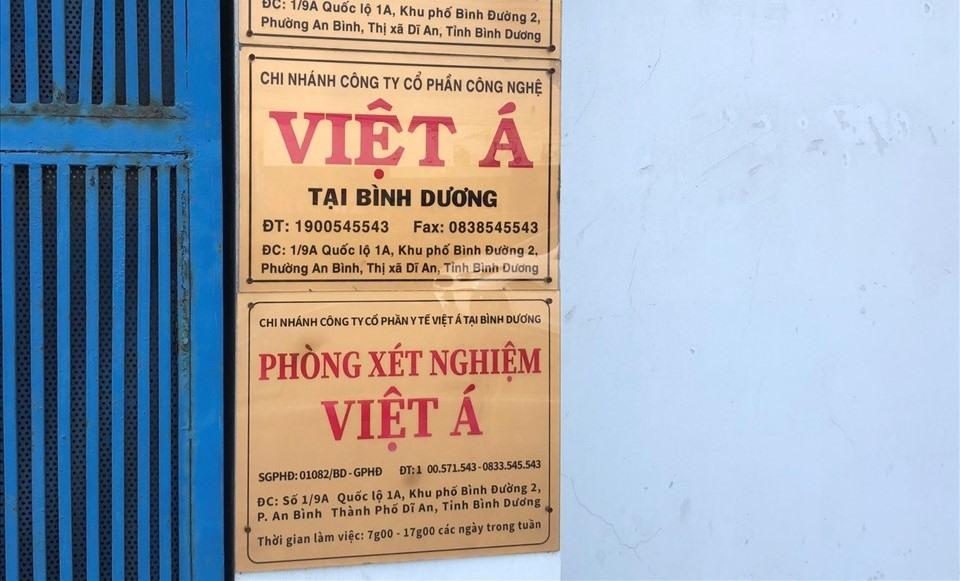 ĐC: 1/9A Quốc lộ 1A, Khu phố Bình Đường 2,
Phường An Bình, Thị xã Dĩ An, Tỉnh Bình Dương
CHI NHÁNH CÔNG TY CỔ PHẦN CÔNG NGHỆ
VIỆT Á
TẠI BÌNH DƯƠNG
ĐT: 1900545543 Fax: 0838545543
ĐC: 1/9A Quốc lộ 1A, Khu phố Bình Đường 2,
Phường An Bình, Thị xã Dĩ An, Tỉnh Bình Dương
CHI NHÁNH CÔNG TY CỔ PHẦN Y TẾ VIỆT Á TẠI BÌNH DƯƠNG
PHÒNG XÉT NGHIỆM
VIỆT Á
SGPHĐ: 01082/BD - GPHĐ ĐT: 1 00.571.543 - 0833.545.543
ĐC: Số 1/9A Quốc lộ 1A, Khu phố Bình Đường 2,
P. An Bình Thành Phố Dĩ An, Tỉnh Bình Dương
Thời gian làm việc: 7g00 - 17g00 các ngày trong tuần